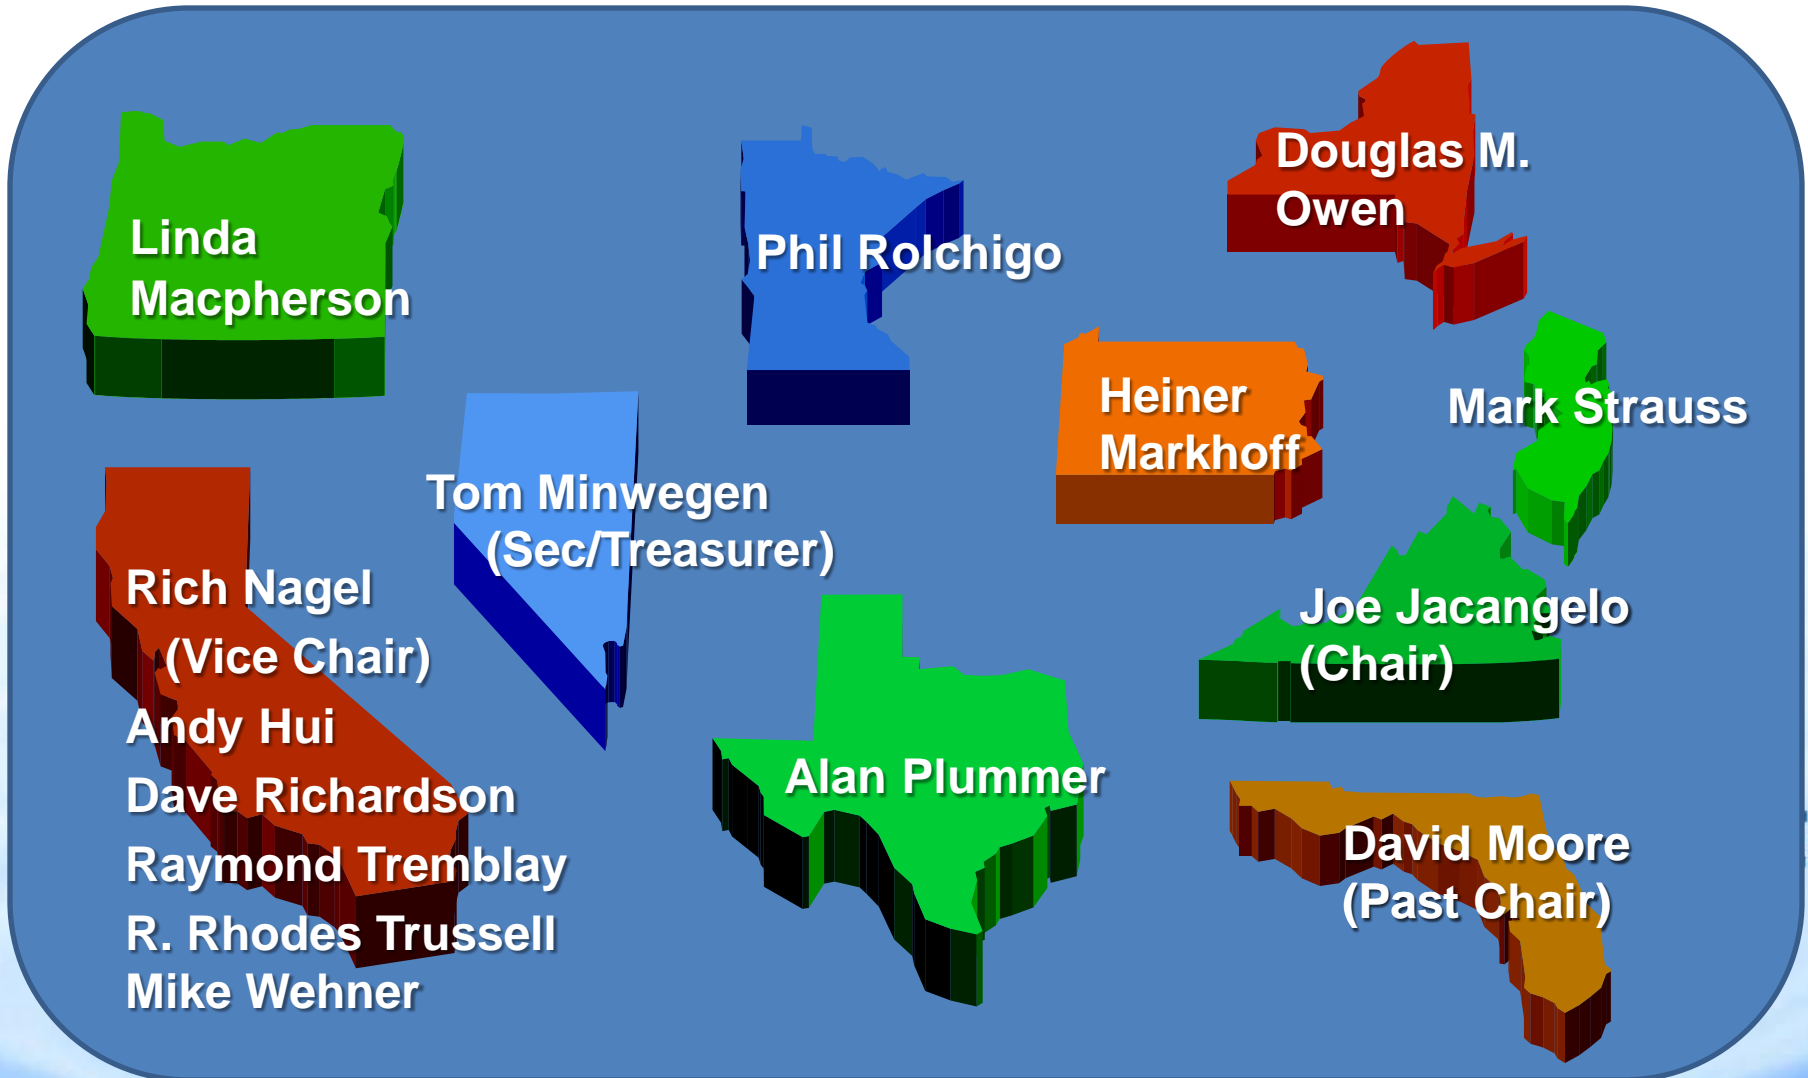 Linda
Macpherson
Phil Rolchigo
Douglas M.
Owen
Heiner
Markhoff
Mark Strauss
Tom Minwegen
(Sec/Treasurer)
Rich Nagel
(Vice Chair)
Andy Hui
Dave Richardson
Raymond Tremblay
R. Rhodes Trussell
Mike Wehner
Alan Plummer
Joe Jacangelo
(Chair)
David Moore
(Past Chair)